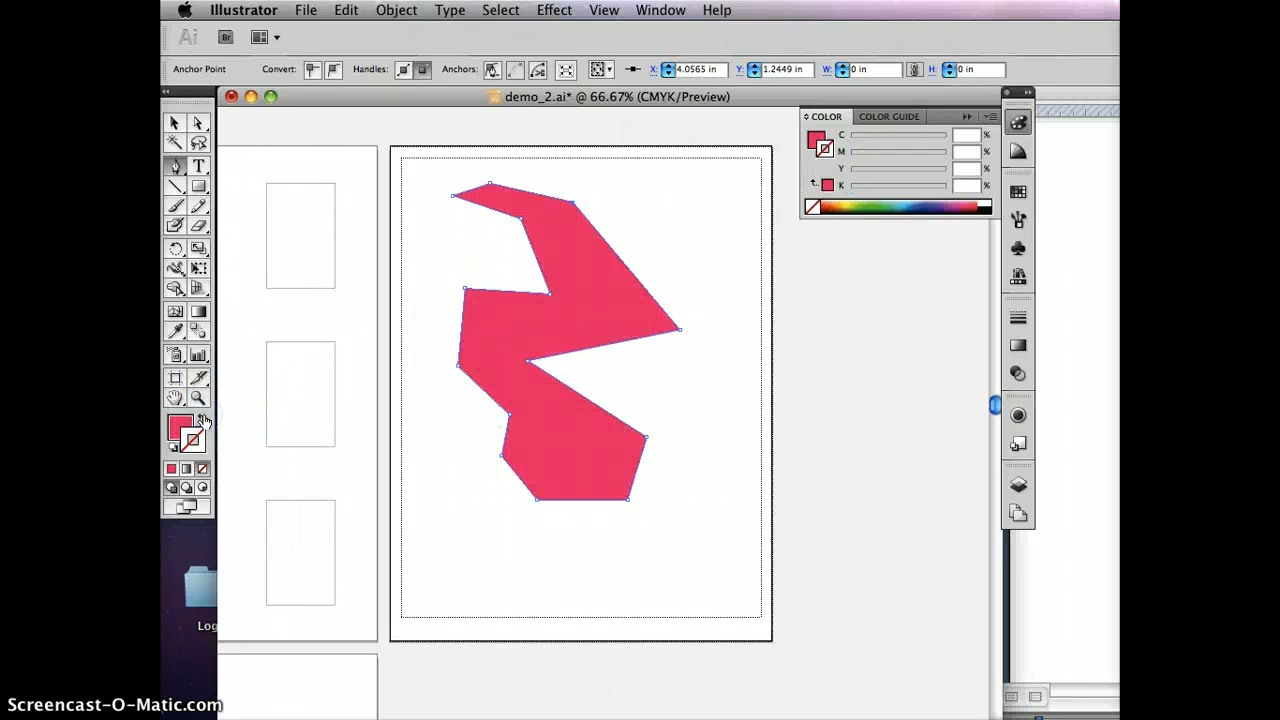 Illustrator File Edit Object Type Select Effect View Window Help
Ai Br
Anchor Point Convert: Handles: Anchors: X: 4.0565 in Y: 1.2449 in W: 0 in H: 0 in
demo_2.ai* @ 66.67% (CMYK/Preview)
COLOR COLOR GUIDE
C %
M %
Y %
K %
T
Log
Screencast-O-Matic.com